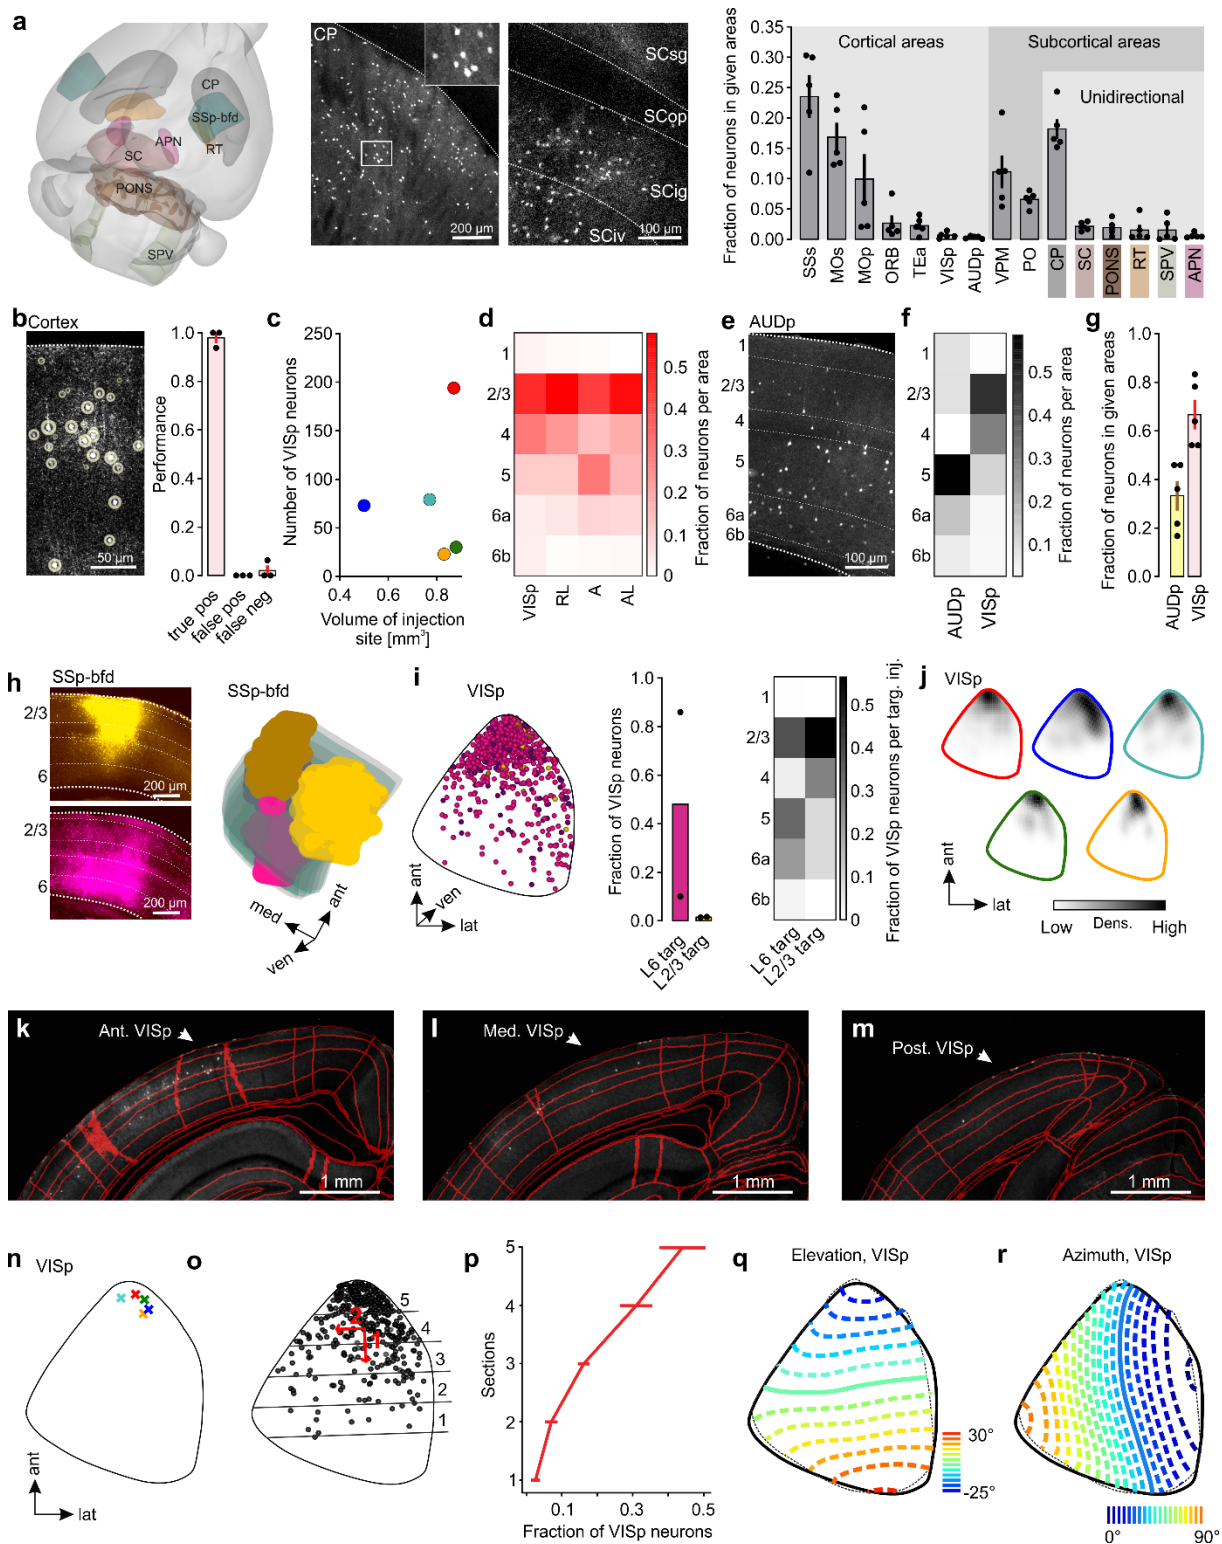 a
CP
SSp-bfd
APN
RT
SC
PONS
SPV
CP
200 µm
SCsg
SCop
SCig
SCiv
100 µm
Fraction of neurons in given areas
0.35
0.30
0.25
0.20
0.15
0.10
0.05
0.00
Cortical areas
Subcortical areas
Unidirectional
SSs
MOs
MOp
ORB
TEa
VISp
AUDp
VPM
PO
CP
SC
PONS
RT
SPV
APN
b
Cortex
50 µm
Performance
1.0
0.8
0.6
0.4
0.2
0.0
true pos
false pos
false neg
c
Number of VISp neurons
250
200
150
100
50
0
0.4
0.8
Volume of injection
site [mm³]
d
1
2/3
4
5
6a
6b
VISp
RL
A
AL
0.5
0.4
0.3
0.2
0.1
0
Fraction of neurons per area
e
AUDp
1
2/3
4
5
6a
6b
100 µm
f
AUDp
VISp
0.5
0.4
0.3
0.2
0.1
Fraction of neurons per area
g
Fraction of neurons in given areas
1.0
0.8
0.6
0.4
0.2
0.0
AUDp
VISp
h
SSp-bfd
2/3
6
200 µm
2/3
6
200 µm
SSp-bfd
med
ant
ven
i
VISp
ant
ven
lat
Fraction of VISp neurons
1.0
0.8
0.6
0.4
0.2
0.0
L6 targ
L2/3 targ
1
2/3
4
5
6a
6b
L6 targ
L2/3 targ
0.5
0.4
0.3
0.2
0.1
0
Fraction of VISp neurons per targ. inj.
j
VISp
ant
lat
Low
Dens.
High
k
Ant. VISp
1 mm
l
Med. VISp
1 mm
m
Post. VISp
1 mm
n
VISp
ant
lat
o
2
1
5
4
3
2
1
p
Sections
5
4
3
2
1
0.1
0.3
0.5
Fraction of VISp neurons
q
Elevation, VISp
30°
-25°
r
Azimuth, VISp
0°
90°